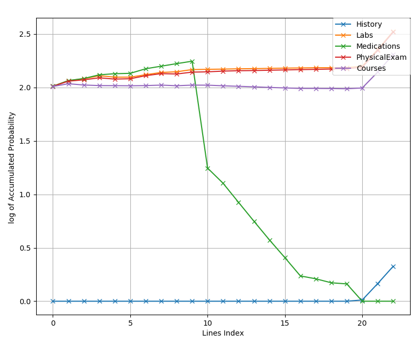 2.5
2.0
1.5
1.0
0.5
0.0
log of Accumulated Probability
0
5
10
15
20
Lines Index
History
Labs
Medications
PhysicalExam
Courses